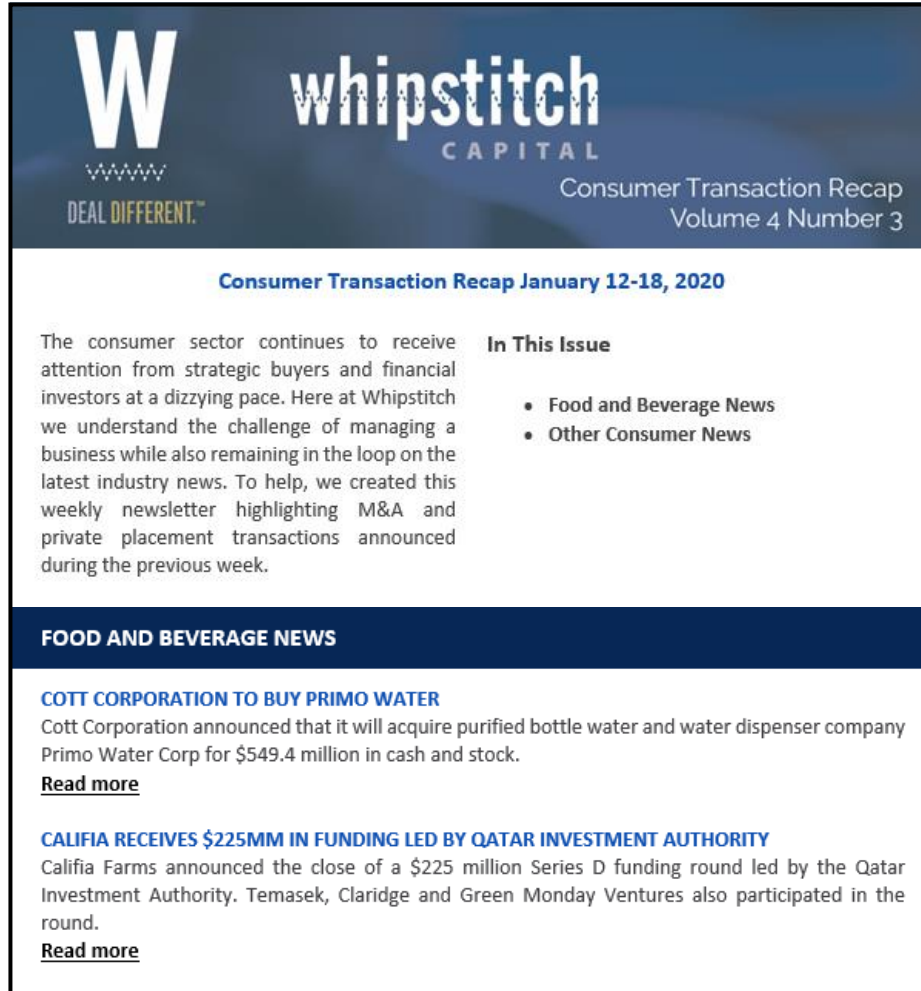 W
DEAL DIFFERENT.™
whipstitch
CAPITAL
Consumer Transaction Recap
Volume 4 Number 3
Consumer Transaction Recap January 12-18, 2020
The consumer sector continues to receive
attention from strategic buyers and financial
investors at a dizzying pace. Here at Whipstitch
we understand the challenge of managing a
business while also remaining in the loop on the
latest industry news. To help, we created this
weekly newsletter highlighting M&A and
private placement transactions announced
during the previous week.
In This Issue
• Food and Beverage News
• Other Consumer News
FOOD AND BEVERAGE NEWS
COTT CORPORATION TO BUY PRIMO WATER
Cott Corporation announced that it will acquire purified bottle water and water dispenser company
Primo Water Corp for $549.4 million in cash and stock.
Read more
CALIFIA RECEIVES $225MM IN FUNDING LED BY QATAR INVESTMENT AUTHORITY
Califia Farms announced the close of a $225 million Series D funding round led by the Qatar
Investment Authority. Temasek, Claridge and Green Monday Ventures also participated in the
round.
Read more